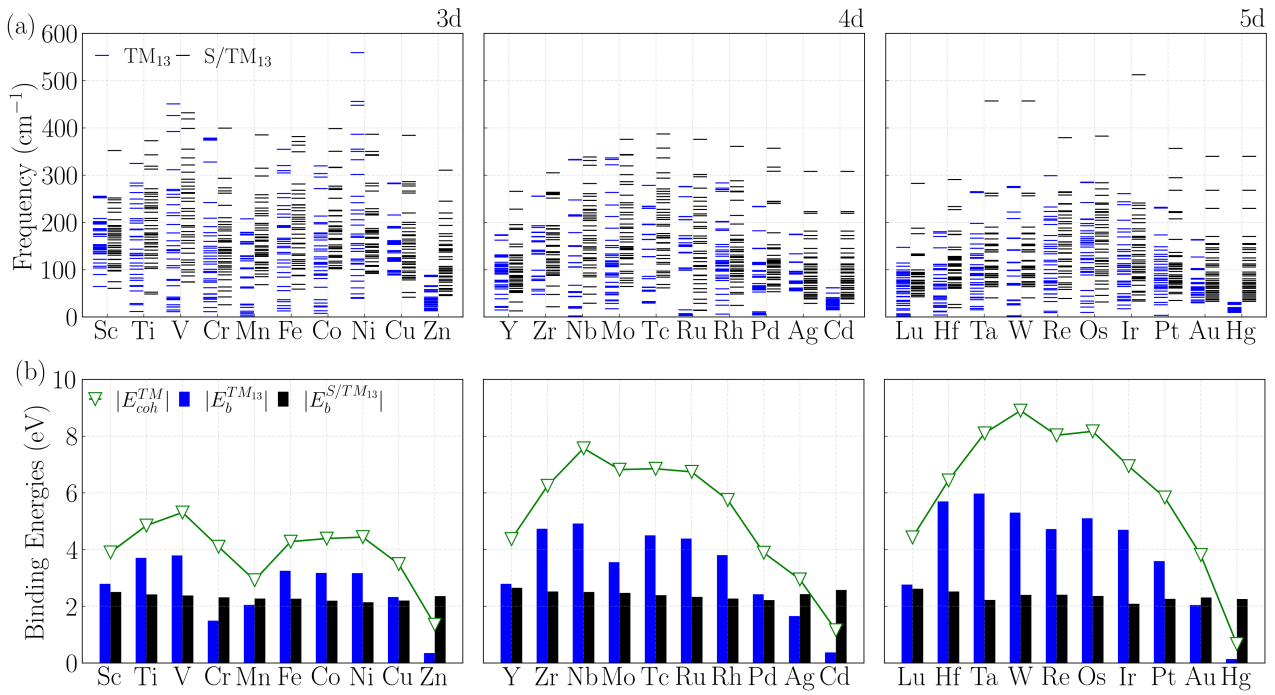 (a)
3d
4d
5d
TM₁₃ S/TM₁₃
Frequency (cm⁻¹)
600
500
400
300
200
100
0
Sc Ti V Cr Mn Fe Co Ni Cu Zn
Y Zr Nb Mo Tc Ru Rh Pd Ag Cd
Lu Hf Ta W Re Os Ir Pt Au Hg
(b)
|E_{coh}^{TM}| |E_b^{TM₁₃}| |E_b^{S/TM₁₃}|
Binding Energies (eV)
10
8
6
4
2
0
Sc Ti V Cr Mn Fe Co Ni Cu Zn
Y Zr Nb Mo Tc Ru Rh Pd Ag Cd
Lu Hf Ta W Re Os Ir Pt Au Hg